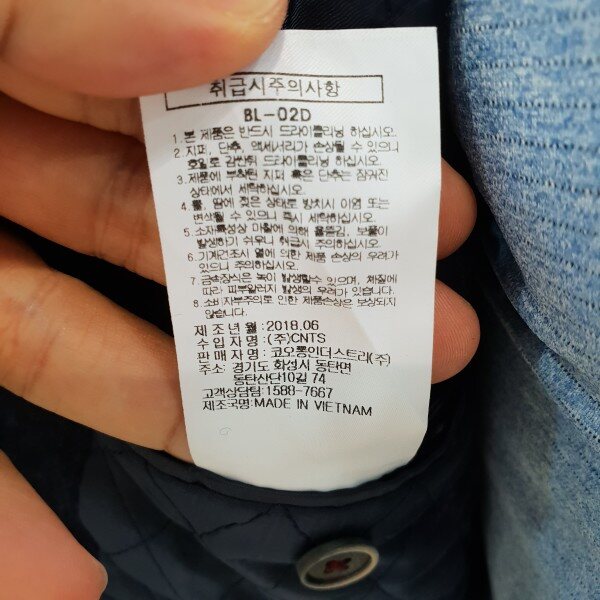 취급시주의사항
BL-02D
1. 본 제품은 반드시 드라이클리닝 하십시오.
2. 지퍼, 단추, 액세서리가 손상될 수 있으니
호일로 감싼뒤 드라이클리닝 하십시오.
3. 제품에 부착된 지퍼 혹은 단추는 잠궈진
상태에서 세탁하십시오.
4. 물, 땀에 젖은 상태로 방치시 이염 또는
변색될 수 있으니 즉시 세탁하십시오.
5. 소재특성상 마찰에 의해 올뜯김, 보풀이
발생하기 쉬우니 취급시 주의하십시오.
6. 기계건조시 열에 의한 제품 손상의 우려가
있으니 주의하십시오.
7. 금속장식은 녹이 발생할수 있으며, 체질에
따라 피부알러지 발생의 우려가 있습니다.
8. 소비자부주의로 인한 제품손상은 보상되지
않습니다.
제 조 년 월 : 2018.06
수 입 자 명 : (주)CNTS
판 매 자 명 : 코오롱인더스트리(주)
주소: 경기도 화성시 동탄면
동탄산단10길 74
고객상담팀:1588-7667
제조국명:MADE IN VIETNAM